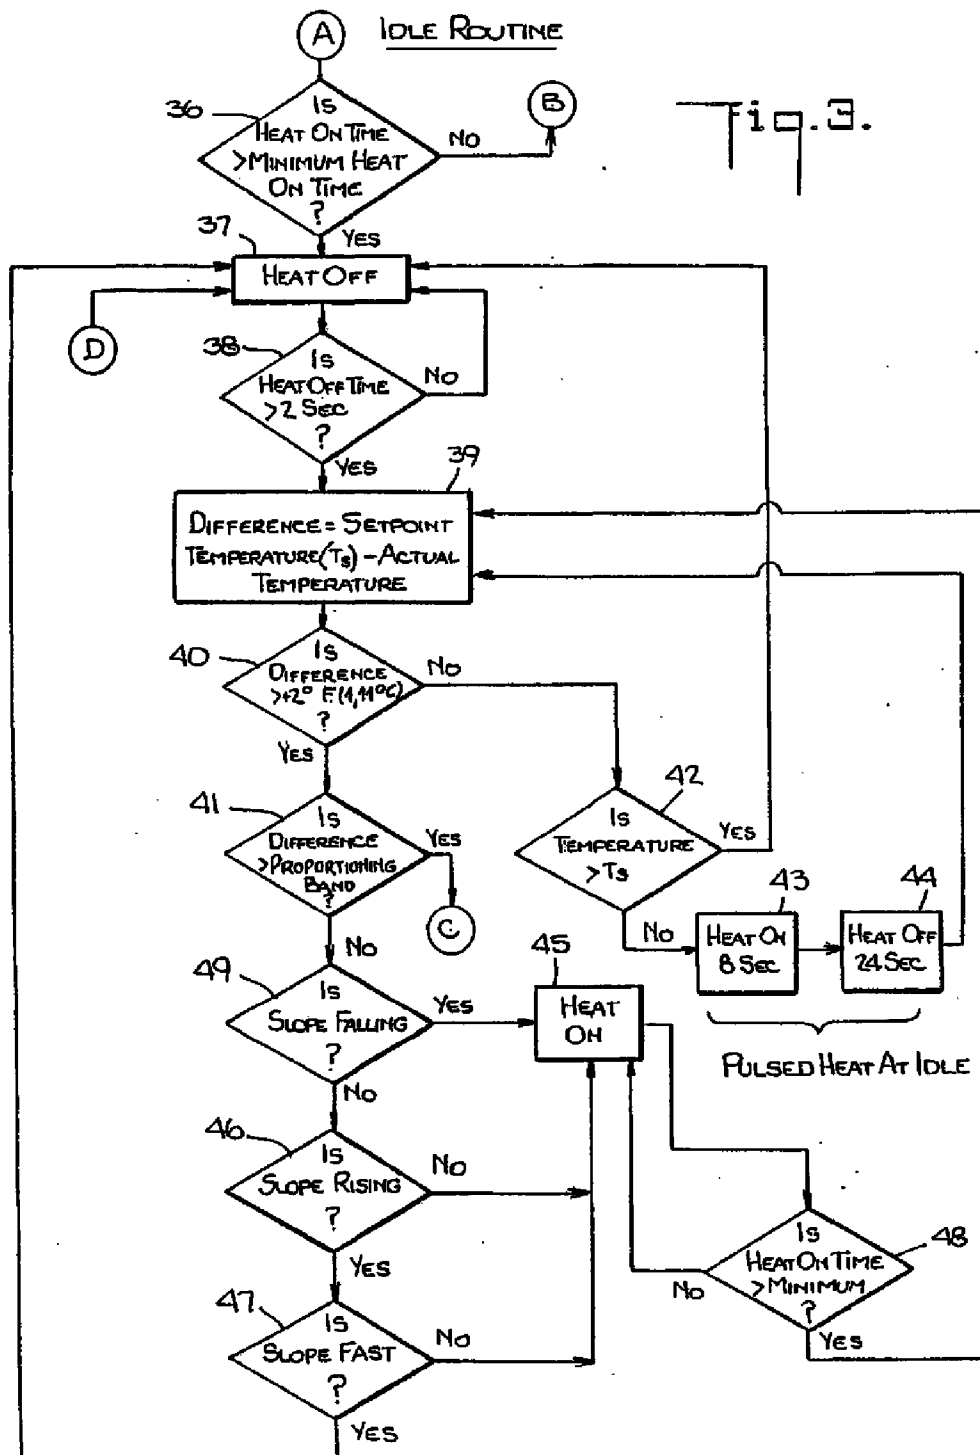 A
IDLE ROUTINE
B
Fig.3.
36
IS
HEAT ON TIME
>MINIMUM HEAT
ON TIME
?
NO
YES
37
HEAT OFF
D
38
IS
HEAT OFF TIME
>2 SEC
?
NO
YES
39
DIFFERENCE = SETPOINT
TEMPERATURE(Ts) - ACTUAL
TEMPERATURE
40
IS
DIFFERENCE
>+2° F.(1,11°C)
?
NO
YES
41
IS
DIFFERENCE
>PROPORTIONING
BAND
?
YES
C
NO
42
IS
TEMPERATURE
>Ts
YES
NO
43
HEAT ON
8 SEC
44
HEAT OFF
24 SEC
PULSED HEAT AT IDLE
49
IS
SLOPE FALLING
?
YES
NO
45
HEAT
ON
46
IS
SLOPE RISING
?
NO
YES
47
IS
SLOPE FAST
?
NO
YES
48
IS
HEAT ON TIME
>MINIMUM
?
NO
YES